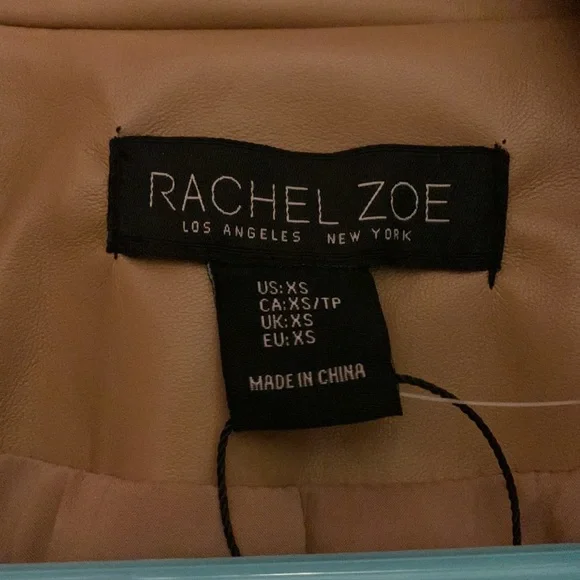 RACHEL ZOE
LOS ANGELES NEW YORK
US:XS
CA:XS/TP
UK:XS
EU:XS
MADE IN CHINA